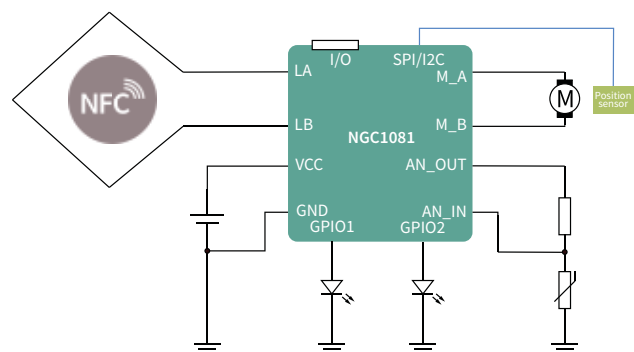 I/O
SPI/I2C
LA
M_A
NFC
M
Position
sensor
LB
M_B
NGC1081
VCC
AN_OUT
GND
AN_IN
GPIO1
GPIO2